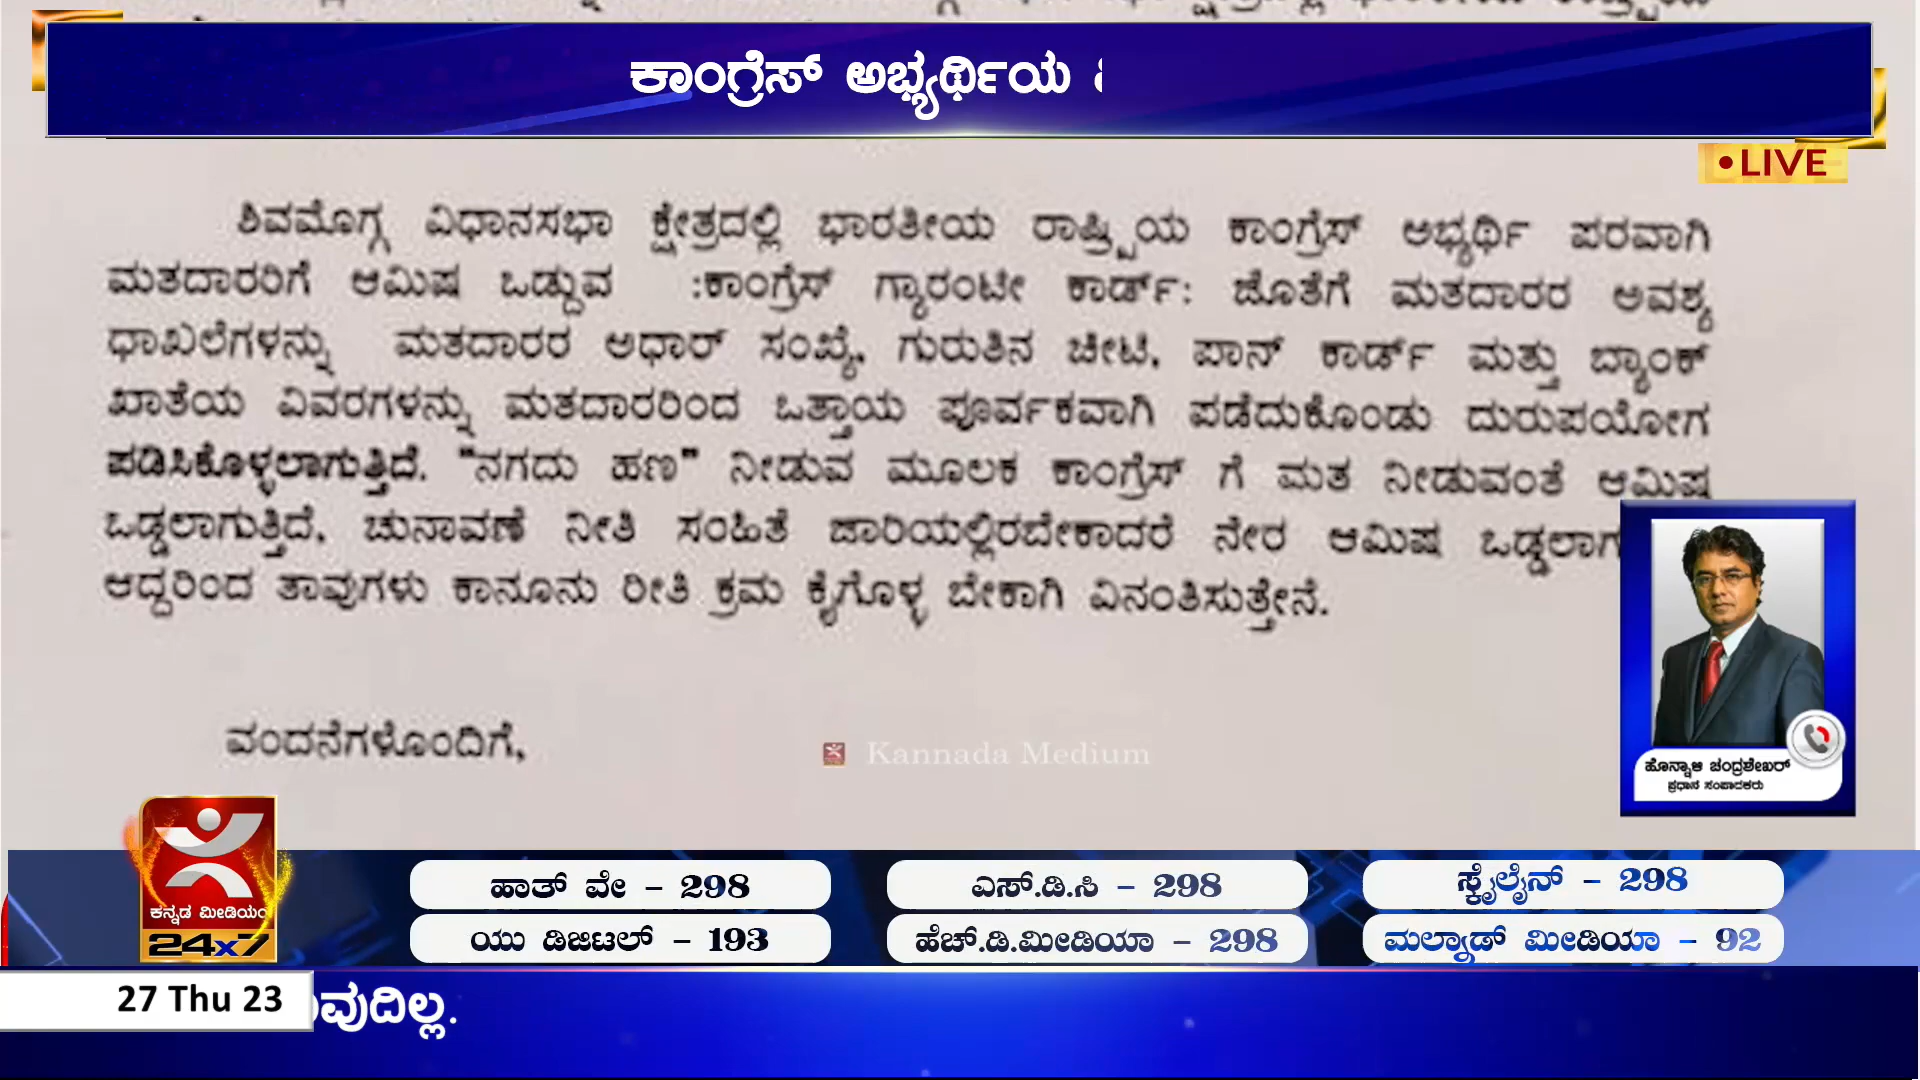 ಕಾಂಗ್ರೆಸ್ ಅಭ್ಯರ್ಥಿಯ
•LIVE
ಶಿವಮೊಗ್ಗ ವಿಧಾನಸಭಾ ಕ್ಷೇತ್ರದಲ್ಲಿ ಭಾರತೀಯ ರಾಷ್ಟ್ರಿಯ ಕಾಂಗ್ರೆಸ್ ಅಭ್ಯರ್ಥಿ ಪರವಾಗಿ
ಮತದಾರರಿಗೆ ಆಮಿಷ ಒಡ್ಡುವ :ಕಾಂಗ್ರೆಸ್ ಗ್ಯಾರಂಟೀ ಕಾರ್ಡ್: ಜೊತೆಗೆ ಮತದಾರರ ಅವಶ್ಯ
ಧಾಖಲೆಗಳನ್ನು ಮತದಾರರ ಅಧಾರ್ ಸಂಖ್ಯೆ, ಗುರುತಿನ ಚೀಟಿ, ಪಾನ್ ಕಾರ್ಡ್ ಮತ್ತು ಬ್ಯಾಂಕ್
ಖಾತೆಯ ವಿವರಗಳನ್ನು ಮತದಾರರಿಂದ ಒತ್ತಾಯ ಪೂರ್ವಕವಾಗಿ ಪಡೆದುಕೊಂಡು ದುರುಪಯೋಗ
ಪಡಿಸಿಕೊಳ್ಳಲಾಗುತ್ತಿದೆ. "ನಗದು ಹಣ" ನೀಡುವ ಮೂಲಕ ಕಾಂಗ್ರೆಸ್ ಗೆ ಮತ ನೀಡುವಂತೆ ಆಮಿಷ
ಒಡ್ಡಲಾಗುತ್ತಿದೆ, ಚುನಾವಣೆ ನೀತಿ ಸಂಹಿತೆ ಜಾರಿಯಲ್ಲಿರಬೇಕಾದರೆ ನೇರ ಆಮಿಷ ಒಡ್ಡಲಾಗ
ಆದ್ದರಿಂದ ತಾವುಗಳು ಕಾನೂನು ರೀತಿ ಕ್ರಮ ಕೈಗೊಳ್ಳ ಬೇಕಾಗಿ ವಿನಂತಿಸುತ್ತೇನೆ.
ವಂದನೆಗಳೊಂದಿಗೆ,
Kannada Medium
ಹೊನ್ನಾಳಿ ಚಂದ್ರಶೇಖರ್
ಪ್ರಧಾನ ಸಂಪಾದಕರು
ಕನ್ನಡ ಮೀಡಿಯಂ
24x7
ಹಾತ್ ವೇ - 298
ಎಸ್.ಡಿ.ಸಿ - 298
ಸ್ಕೈಲೈನ್ - 298
ಯು ಡಿಜಿಟಲ್ - 193
ಹೆಚ್.ಡಿ.ಮೀಡಿಯಾ - 298
ಮಲ್ನಾಡ್ ಮೀಡಿಯಾ - 92
27 Thu 23
ವುದಿಲ್ಲ.